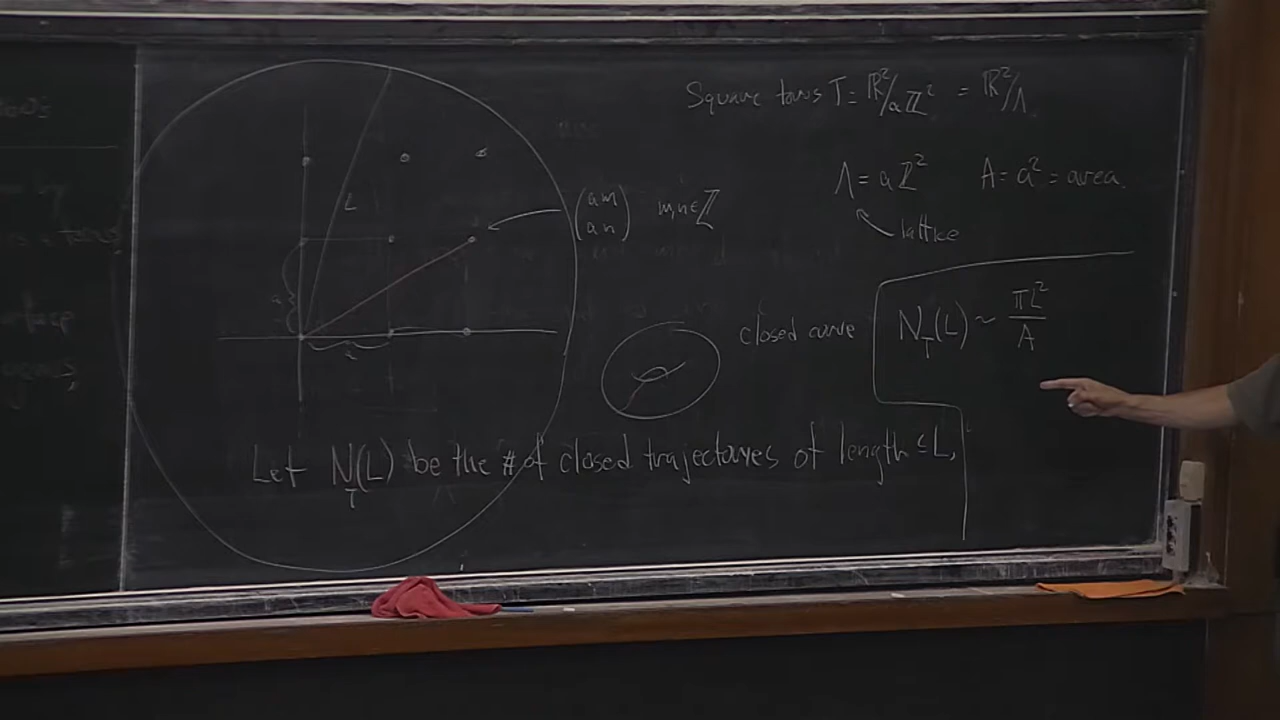 Square torus T = ℝ²/aℤ² = ℝ²/Λ
L
(am
an) m,n∈ℤ
Λ = aℤ² A = a² = area.
lattice
a
a
closed curve
N_T(L) ~ πL²/A
Let N_T(L) be the # of closed trajectoryes of length ≤ L,